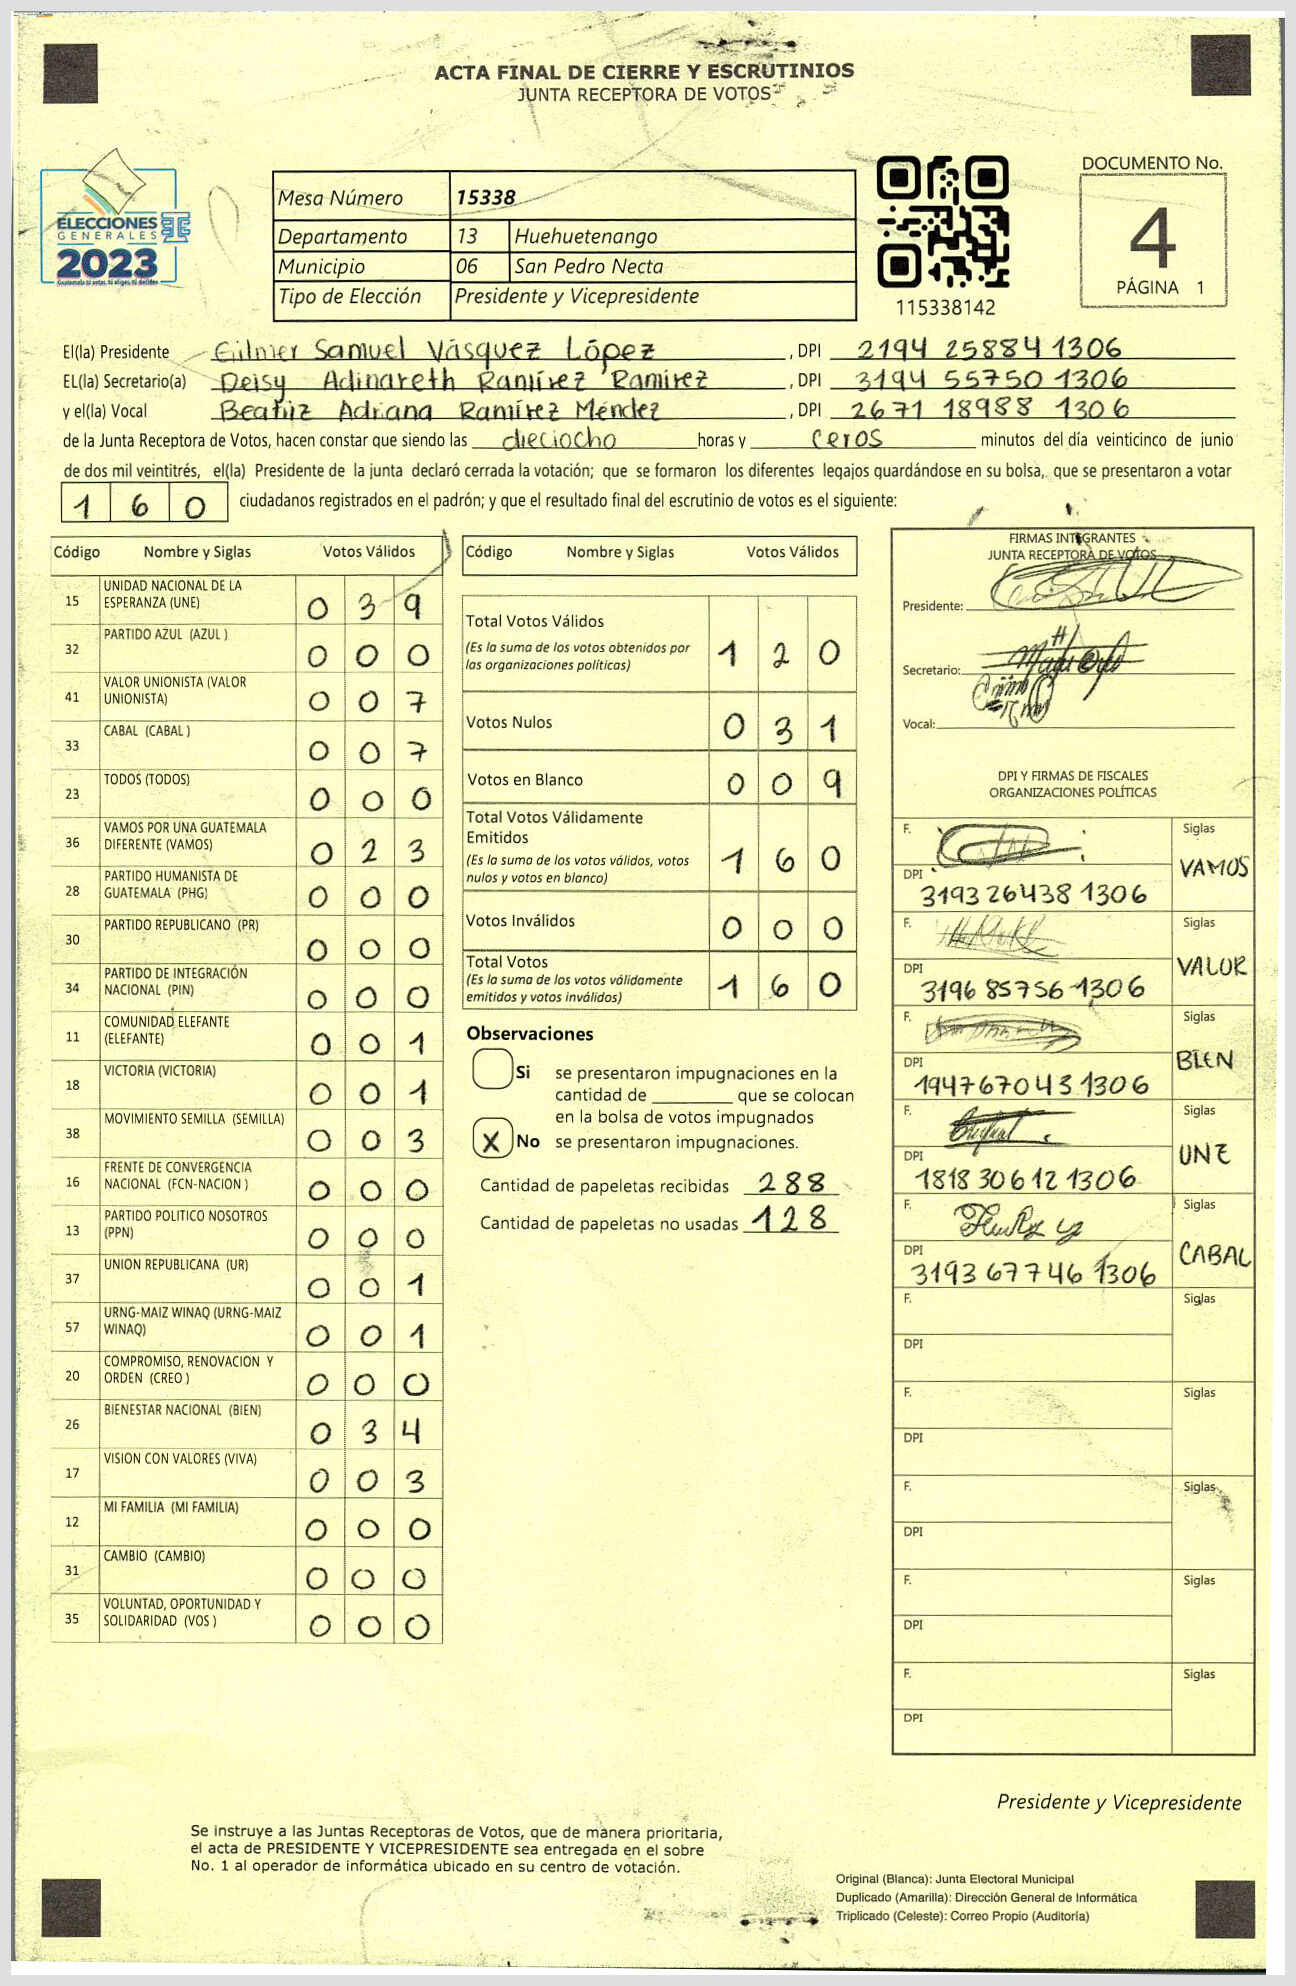 ACTA FINAL DE CIERRE Y ESCRUTINIOS
JUNTA RECEPTORA DE VOTOS
ELECCIONES
GENERALES
2023
Guatemala tú votas, tú eliges, tú decides
TSE
Mesa Número 15338
Departamento 13 Huehuetenango
Municipio 06 San Pedro Necta
Tipo de Elección Presidente y Vicepresidente
115338142
DOCUMENTO No.
4
PÁGINA 1
El(la) Presidente Gilmer Samuel Vásquez López , DPI 2194 25884 1306
EL(la) Secretario(a) Deisy Adinareth Ramírez Ramirez , DPI 3194 55750 1306
y el(la) Vocal Beatriz Adriana Ramírez Méndez , DPI 2671 18988 1306
de la Junta Receptora de Votos, hacen constar que siendo las dieciocho horas y ceros minutos del día veinticinco de junio
de dos mil veintitrés, el(la) Presidente de la junta declaró cerrada la votación; que se formaron los diferentes legajos guardándose en su bolsa, que se presentaron a votar
160 ciudadanos registrados en el padrón; y que el resultado final del escrutinio de votos es el siguiente:
Código Nombre y Siglas Votos Válidos
15 UNIDAD NACIONAL DE LA
ESPERANZA (UNE) 0 3 9
32 PARTIDO AZUL (AZUL ) 0 0 0
41 VALOR UNIONISTA (VALOR
UNIONISTA) 0 0 7
33 CABAL (CABAL ) 0 0 7
23 TODOS (TODOS) 0 0 0
36 VAMOS POR UNA GUATEMALA
DIFERENTE (VAMOS) 0 2 3
28 PARTIDO HUMANISTA DE
GUATEMALA (PHG) 0 0 0
30 PARTIDO REPUBLICANO (PR) 0 0 0
34 PARTIDO DE INTEGRACIÓN
NACIONAL (PIN) 0 0 0
11 COMUNIDAD ELEFANTE
(ELEFANTE) 0 0 1
18 VICTORIA (VICTORIA) 0 0 1
38 MOVIMIENTO SEMILLA (SEMILLA) 0 0 3
16 FRENTE DE CONVERGENCIA
NACIONAL (FCN-NACION ) 0 0 0
13 PARTIDO POLITICO NOSOTROS
(PPN) 0 0 0
37 UNION REPUBLICANA (UR) 0 0 1
57 URNG-MAIZ WINAQ (URNG-MAIZ
WINAQ) 0 0 1
20 COMPROMISO, RENOVACION Y
ORDEN (CREO ) 0 0 0
26 BIENESTAR NACIONAL (BIEN) 0 3 4
17 VISION CON VALORES (VIVA) 0 0 3
12 MI FAMILIA (MI FAMILIA) 0 0 0
31 CAMBIO (CAMBIO) 0 0 0
35 VOLUNTAD, OPORTUNIDAD Y
SOLIDARIDAD (VOS ) 0 0 0
Código Nombre y Siglas Votos Válidos
Total Votos Válidos
(Es la suma de los votos obtenidos por
las organizaciones políticas) 1 2 0
Votos Nulos 0 3 1
Votos en Blanco 0 0 9
Total Votos Válidamente
Emitidos
(Es la suma de los votos válidos, votos
nulos y votos en blanco) 1 6 0
Votos Inválidos 0 0 0
Total Votos
(Es la suma de los votos válidamente
emitidos y votos inválidos) 1 6 0
Observaciones
Si se presentaron impugnaciones en la
cantidad de ________ que se colocan
en la bolsa de votos impugnados
X No se presentaron impugnaciones.
Cantidad de papeletas recibidas 288
Cantidad de papeletas no usadas 128
FIRMAS INTEGRANTES
JUNTA RECEPTORA DE VOTOS
Presidente:
Secretario:
Vocal:
DPI Y FIRMAS DE FISCALES
ORGANIZACIONES POLÍTICAS
F. Siglas
VAMOS
DPI
3193 26438 1306
F. Siglas
VALOR
DPI
3196 85756 1306
F. Siglas
BIEN
DPI
1947670431306
F. Siglas
UNE
DPI
1818 30612 1306
F. Siglas
CABAL
DPI
3193 67746 1306
F. Siglas
DPI
F. Siglas
DPI
F. Siglas
DPI
F. Siglas
DPI
F. Siglas
DPI
Presidente y Vicepresidente
Se instruye a las Juntas Receptoras de Votos, que de manera prioritaria,
el acta de PRESIDENTE Y VICEPRESIDENTE sea entregada en el sobre
No. 1 al operador de informática ubicado en su centro de votación.
Original (Blanca): Junta Electoral Municipal
Duplicado (Amarilla): Dirección General de Informática
Triplicado (Celeste): Correo Propio (Auditoría)